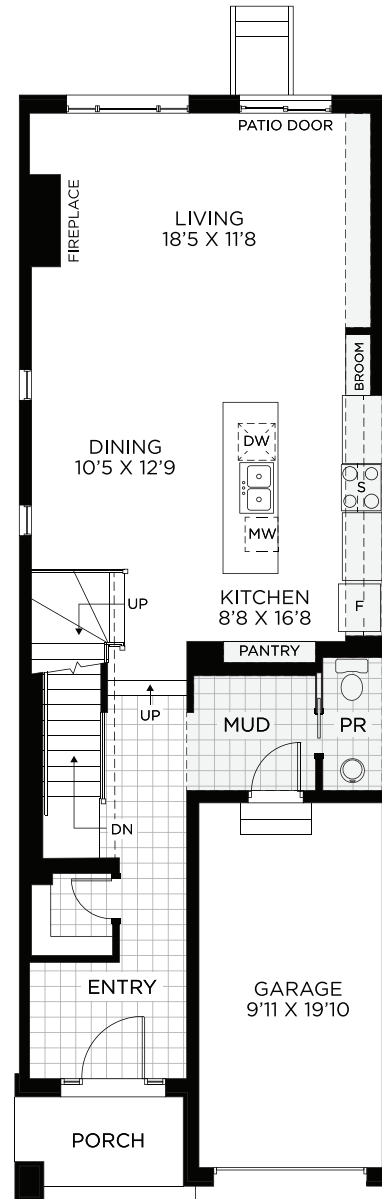 PATIO DOOR
FIREPLACE
LIVING
18'5 X 11'8
BROOM
DW
DINING
10'5 X 12'9
S
MW
UP
KITCHEN
8'8 X 16'8
F
PANTRY
UP
MUD
PR
DN
ENTRY
GARAGE
9'11 X 19'10
PORCH